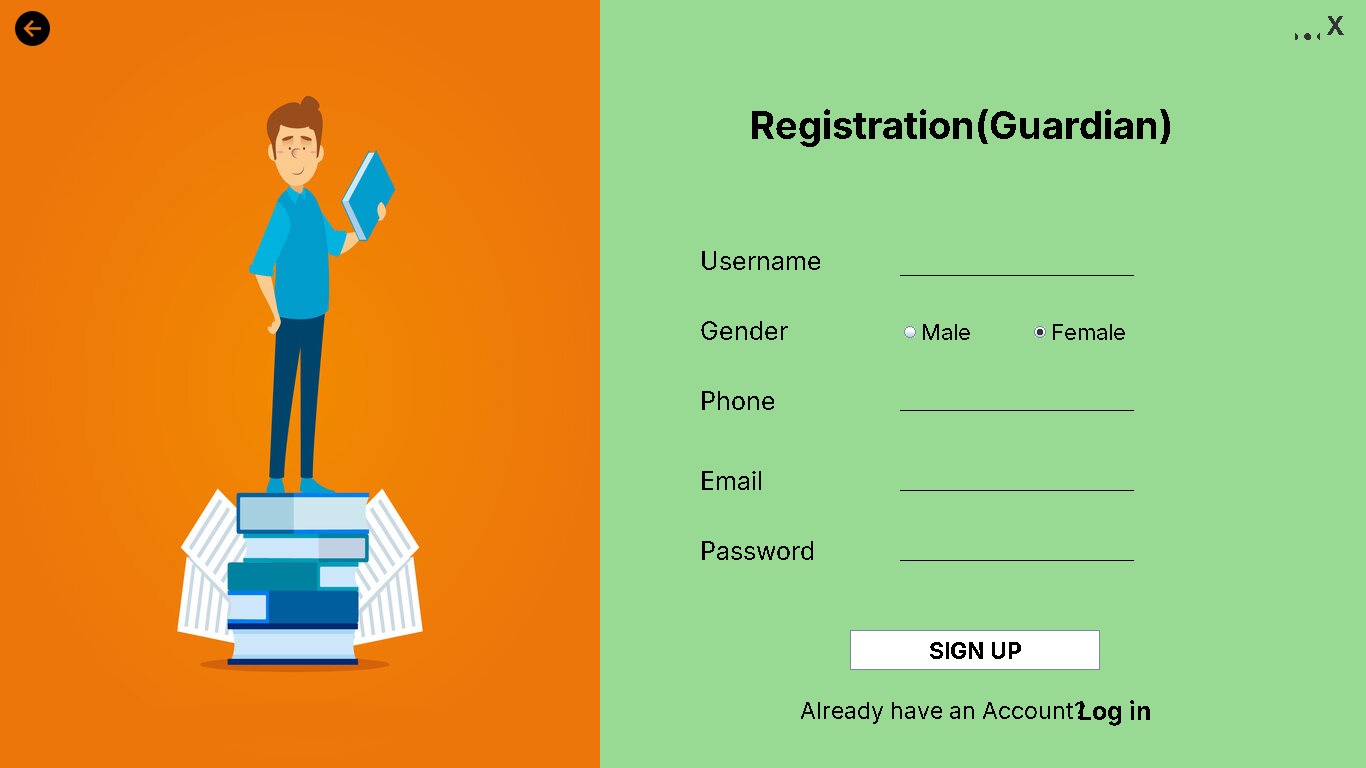 X
Registration(Guardian)
Username
Gender
Male
Female
Phone
Email
Password
SIGN UP
Already have an Account?Log in